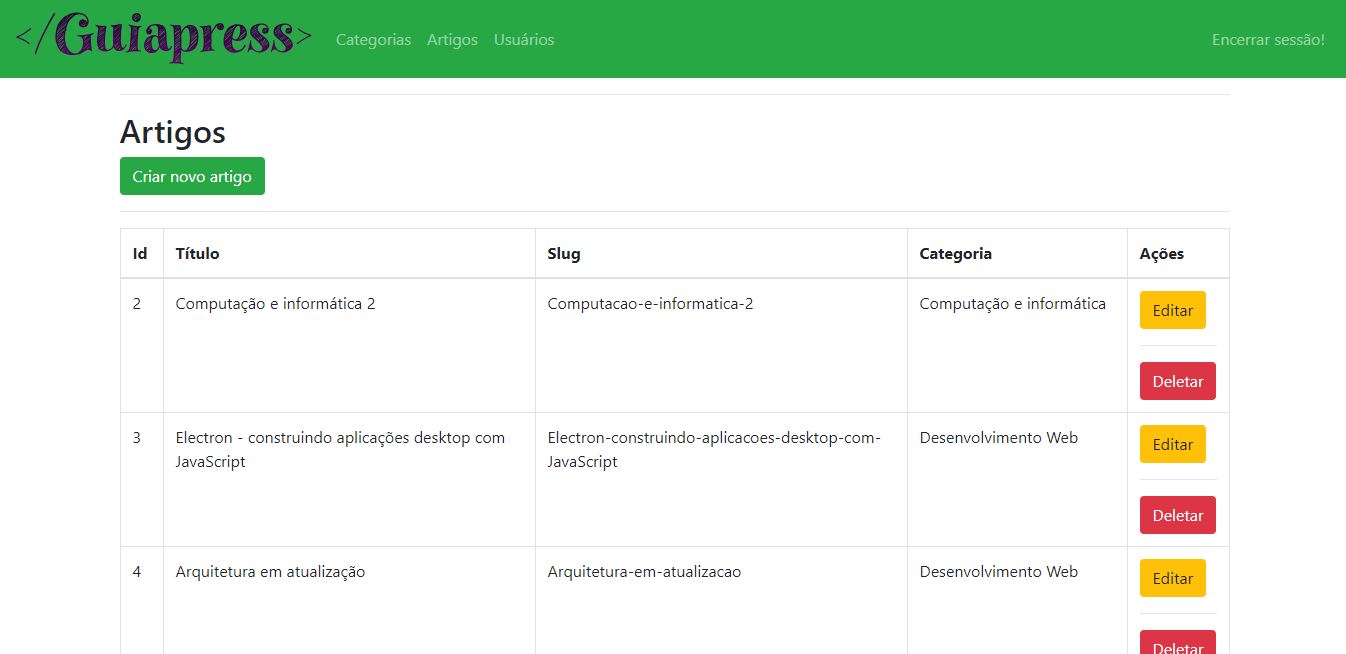 </Guiapress> Categorias Artigos Usuários Encerrar sessão!
Artigos
Criar novo artigo
Id Título Slug Categoria Ações
2 Computação e informática 2 Computacao-e-informatica-2 Computação e informática Editar
Deletar
3 Electron - construindo aplicações desktop com Electron-construindo-aplicacoes-desktop-com- Desenvolvimento Web Editar
JavaScript JavaScript
Deletar
4 Arquitetura em atualização Arquitetura-em-atualizacao Desenvolvimento Web Editar
Deletar